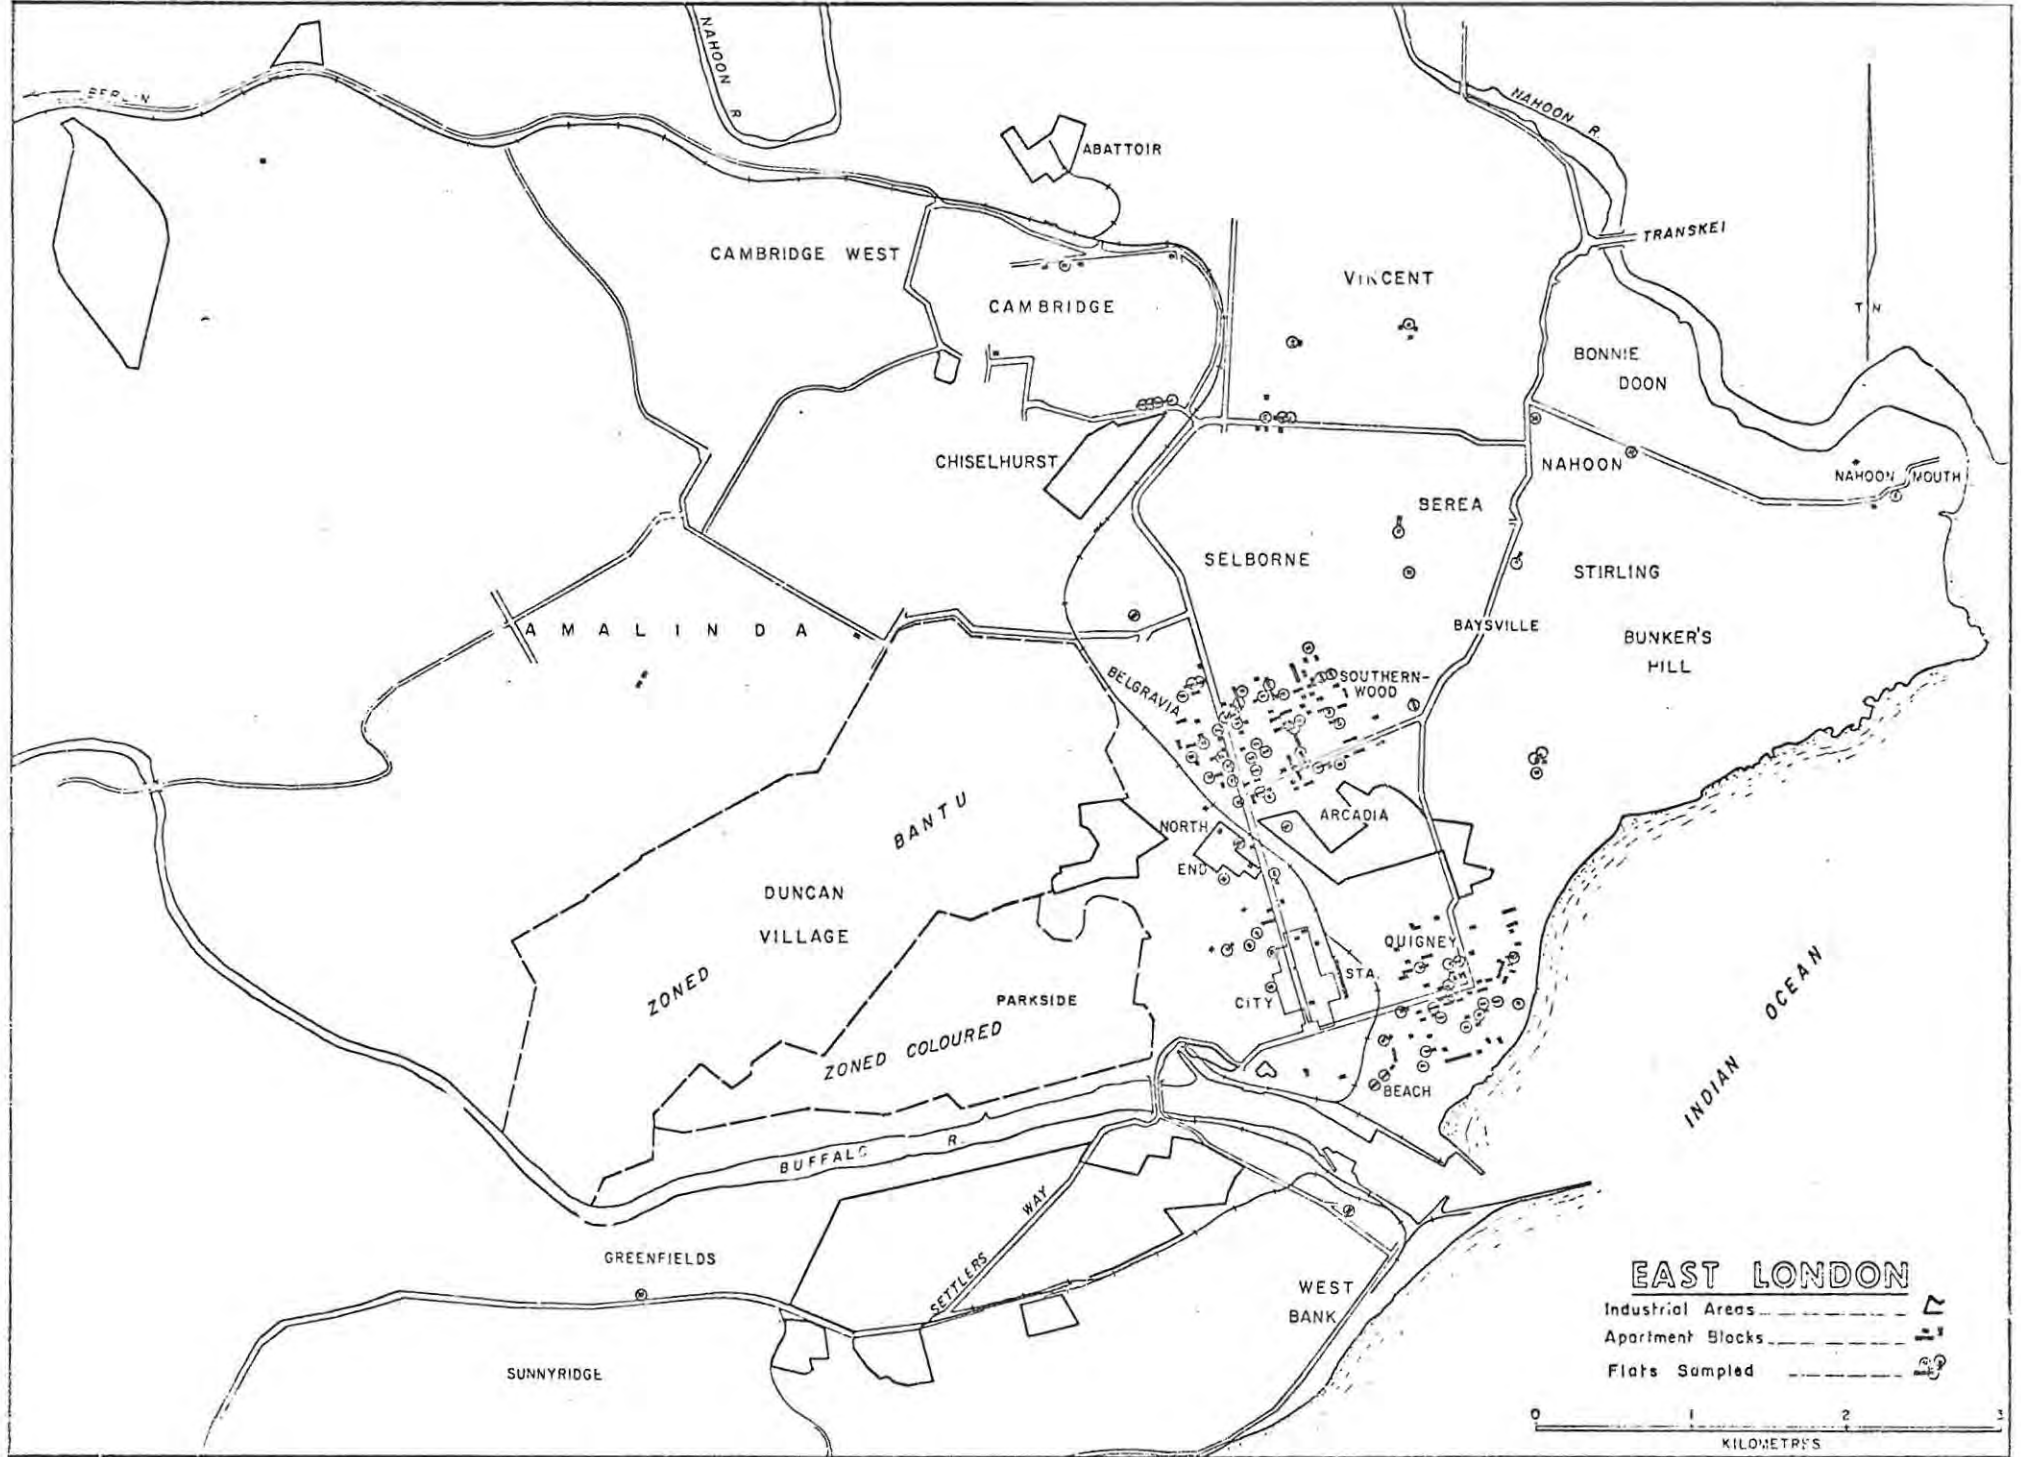 NAHOON R.
BERLIN
NAHOON R.
ABATTOIR
TRANSKEI
CAMBRIDGE WEST
VINCENT
CAMBRIDGE
T N
BONNIE
DOON
CHISELHURST
NAHOON
NAHOON MOUTH
BEREA
SELBORNE
STIRLING
AMALINDA
BAYSVILLE
BUNKER'S
HILL
BELGRAVIA
SOUTHERN-
WOOD
ARCADIA
NORTH
END
BANTU
DUNCAN
VILLAGE
ZONED
QUIGNEY
STA.
CITY
PARKSIDE
ZONED COLOURED
INDIAN OCEAN
BEACH
BUFFALO R.
SETTLERS WAY
GREENFIELDS
WEST
BANK
SUNNYRIDGE
EAST LONDON
Industrial Areas
Apartment Blocks
Flats Sampled
0 1 2 3
KILOMETRES